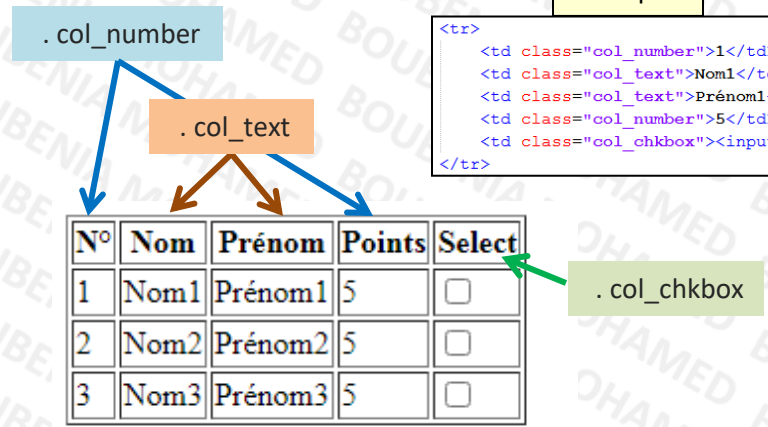 . col_number
<tr>
<td class="col_number">1</td
<td class="col_text">Nom1</t
<td class="col_text">Prénom1
<td class="col_number">5</td
<td class="col_chkbox"><input
</tr>
. col_text
N° Nom Prénom Points Select
1 Nom1 Prénom1 5
2 Nom2 Prénom2 5
3 Nom3 Prénom3 5
. col_chkbox